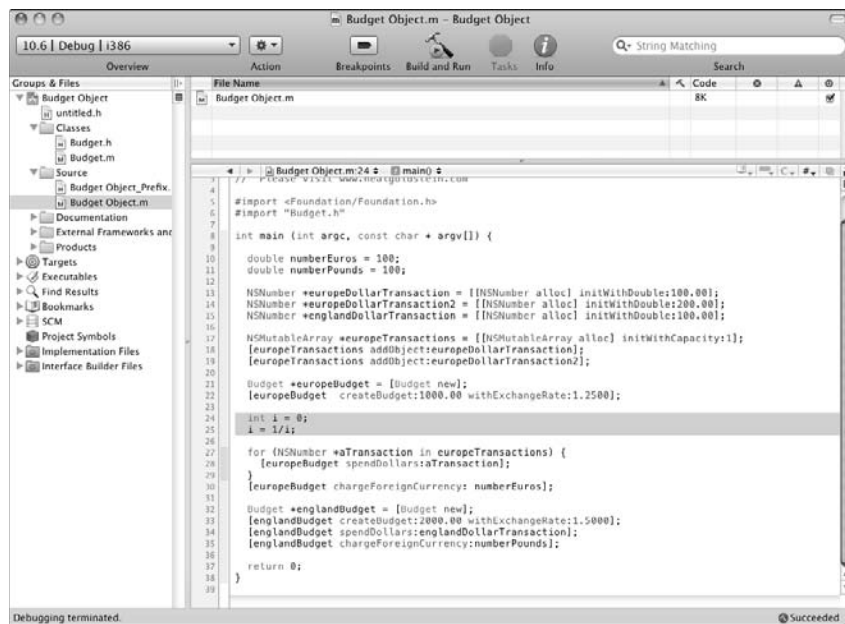 Budget Object.m – Budget Object
10.6 | Debug | i386
Overview
Action
Breakpoints
Build and Run
Tasks
Info
String Matching
Search
Groups & Files
Budget Object
untitled.h
Classes
Budget.h
Budget.m
Source
Budget Object_Prefix.
Budget Object.m
Documentation
External Frameworks and
Products
Targets
Executables
Find Results
Bookmarks
SCM
Project Symbols
Implementation Files
Interface Builder Files
File Name
Code
Budget Object.m
8K
Budget Object.m:24
main()
3 // Please visit www.nealgoldstein.com
4
5 #import <Foundation/Foundation.h>
6 #import "Budget.h"
7
8 int main (int argc, const char * argv[]) {
9
10 double numberEuros = 100;
11 double numberPounds = 100;
12
13 NSNumber *europeDollarTransaction = [[NSNumber alloc] initWithDouble:100.00];
14 NSNumber *europeDollarTransaction2 = [[NSNumber alloc] initWithDouble:200.00];
15 NSNumber *englandDollarTransaction = [[NSNumber alloc] initWithDouble:100.00];
16
17 NSMutableArray *europeTransactions = [[NSMutableArray alloc] initWithCapacity:1];
18 [europeTransactions addObject:europeDollarTransaction];
19 [europeTransactions addObject:europeDollarTransaction2];
20
21 Budget *europeBudget = [Budget new];
22 [europeBudget createBudget:1000.00 withExchangeRate:1.2500];
23
24 int i = 0;
25 i = 1/i;
26
27 for (NSNumber *aTransaction in europeTransactions) {
28 [europeBudget spendDollars:aTransaction];
29 }
30 [europeBudget chargeForeignCurrency: numberEuros];
31
32 Budget *englandBudget = [Budget new];
33 [englandBudget createBudget:2000.00 withExchangeRate:1.5000];
34 [englandBudget spendDollars:englandDollarTransaction];
35 [englandBudget chargeForeignCurrency:numberPounds];
36
37 return 0;
38 }
39
Debugging terminated.
Succeeded